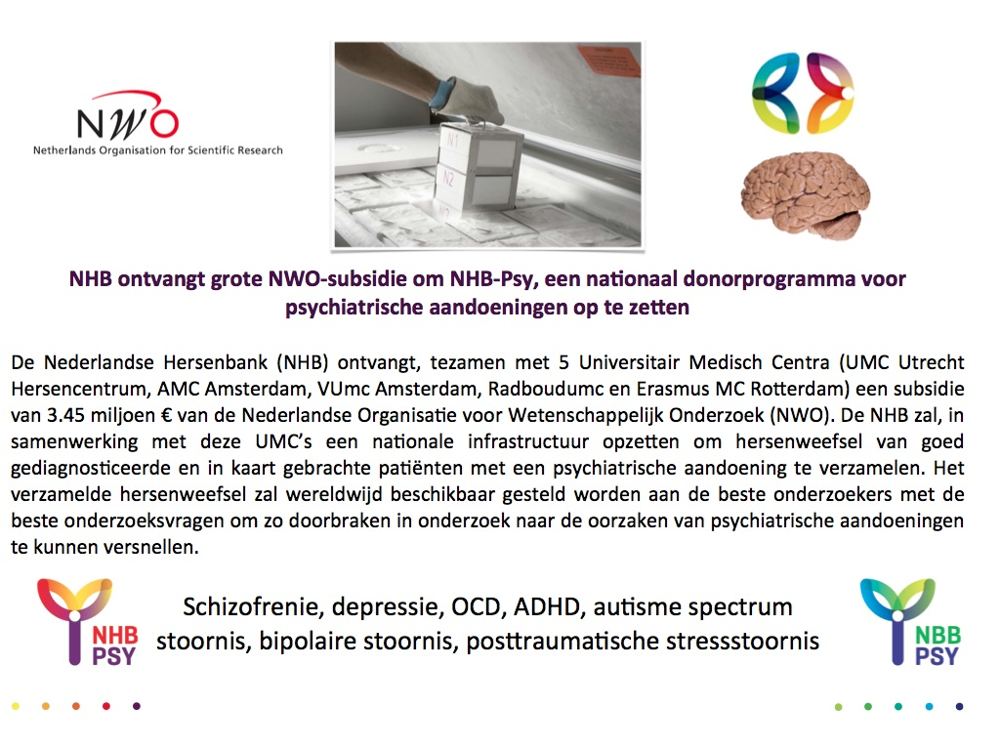 NWO
Netherlands Organisation for Scientific Research
N1
N2
NHB ontvangt grote NWO-subsidie om NHB-Psy, een nationaal donorprogramma voor
psychiatrische aandoeningen op te zetten
De Nederlandse Hersenbank (NHB) ontvangt, tezamen met 5 Universitair Medisch Centra (UMC Utrecht
Hersencentrum, AMC Amsterdam, VUmc Amsterdam, Radboudumc en Erasmus MC Rotterdam) een subsidie
van 3.45 miljoen € van de Nederlandse Organisatie voor Wetenschappelijk Onderzoek (NWO). De NHB zal, in
samenwerking met deze UMC’s een nationale infrastructuur opzetten om hersenweefsel van goed
gediagnosticeerde en in kaart gebrachte patiënten met een psychiatrische aandoening te verzamelen. Het
verzamelde hersenweefsel zal wereldwijd beschikbaar gesteld worden aan de beste onderzoekers met de
beste onderzoeksvragen om zo doorbraken in onderzoek naar de oorzaken van psychiatrische aandoeningen
te kunnen versnellen.
Schizofrenie, depressie, OCD, ADHD, autisme spectrum
stoornis, bipolaire stoornis, posttraumatische stressstoornis
NHB
PSY
NBB
PSY